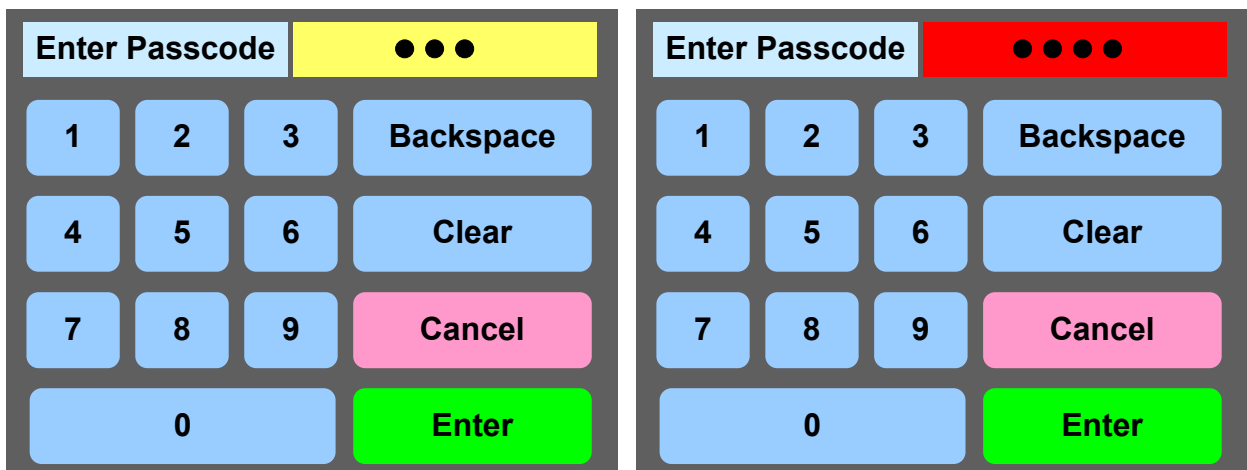 Enter Passcode ●●●
1 2 3 Backspace
4 5 6 Clear
7 8 9 Cancel
0 Enter
Enter Passcode ●●●●
1 2 3 Backspace
4 5 6 Clear
7 8 9 Cancel
0 Enter